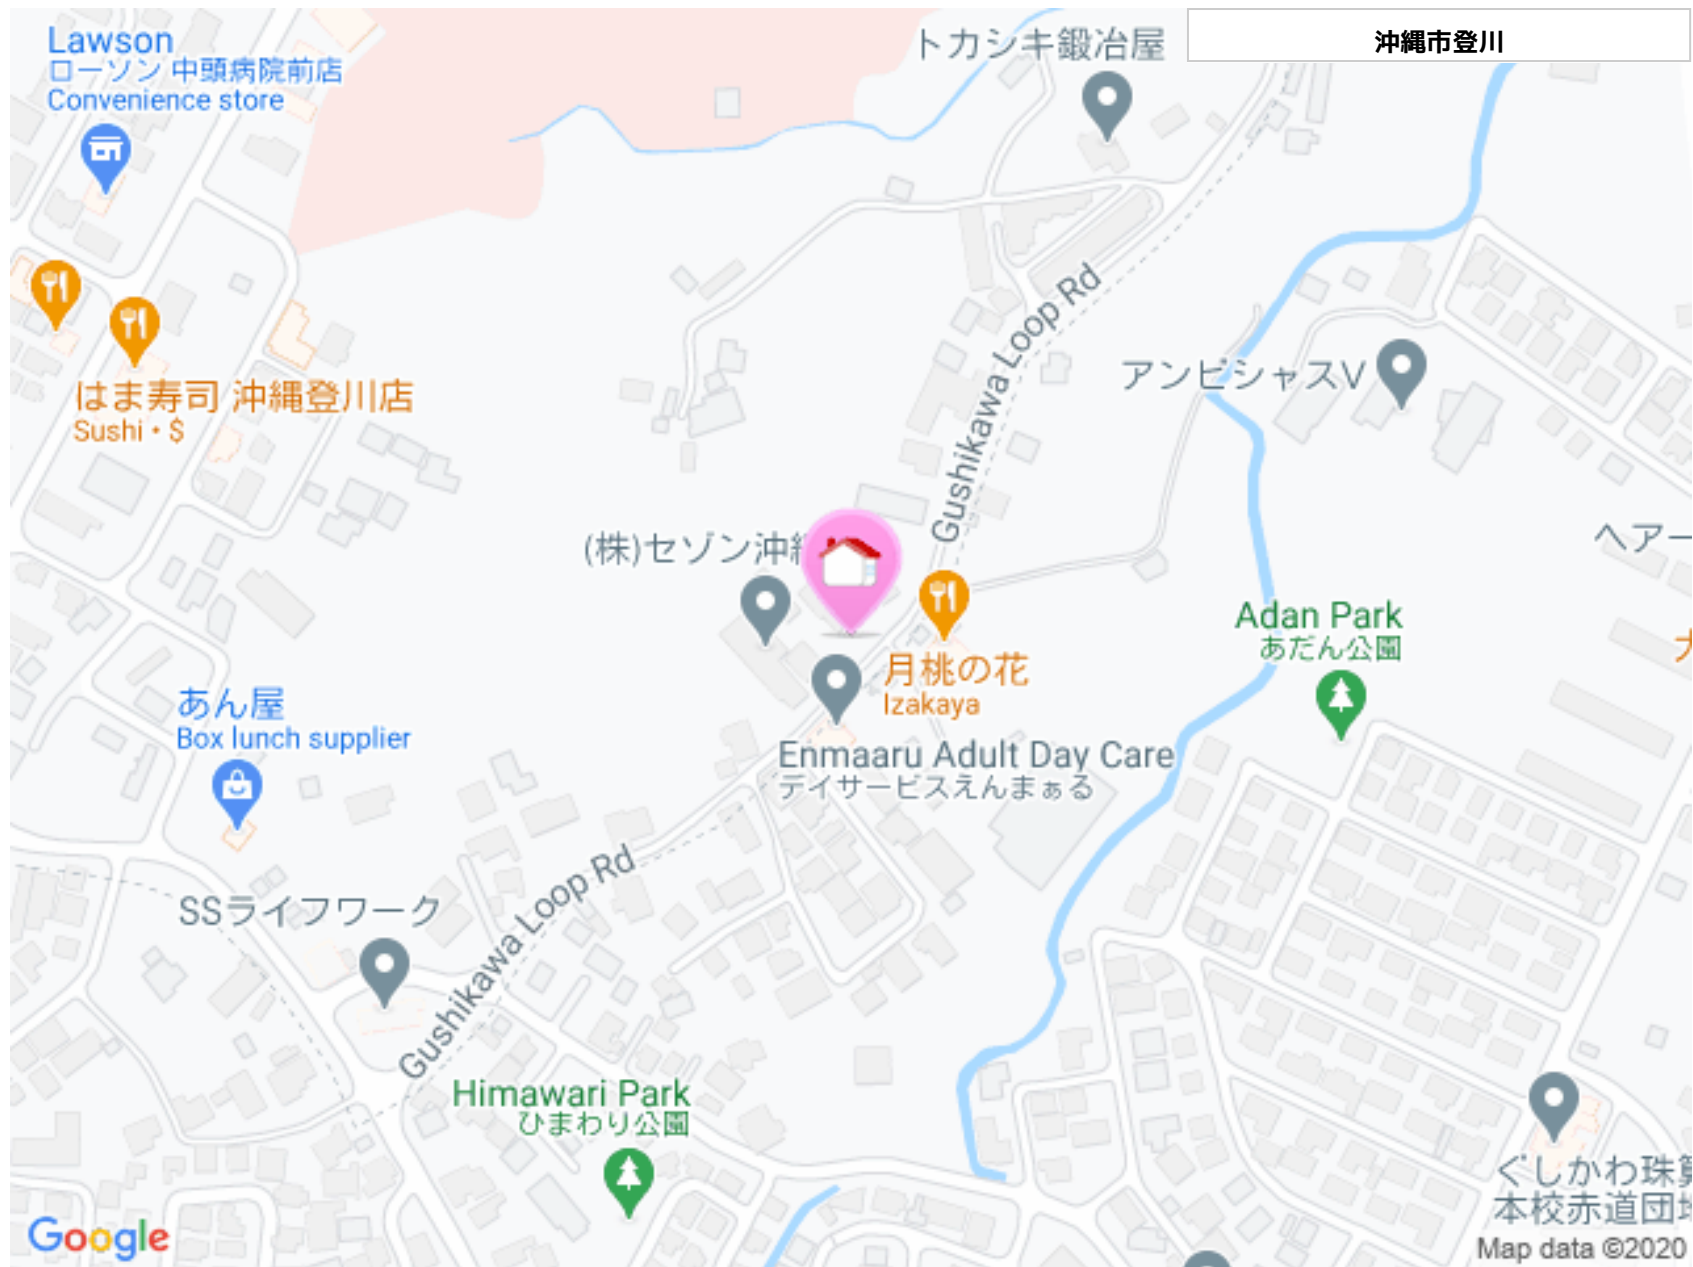 沖縄市登川
Lawson
ローソン 中頭病院前店
Convenience store
トカシキ鍛冶屋
Gushikawa Loop Rd
アンビシャスV
はま寿司 沖縄登川店
Sushi • $
(株)セゾン沖縄
ヘアー
Adan Park
あだん公園
月桃の花
Izakaya
あん屋
Box lunch supplier
Enmaaru Adult Day Care
デイサービスえんまぁる
SSライフワーク
Gushikawa Loop Rd
Himawari Park
ひまわり公園
ぐしかわ珠算
本校赤道団地
Google
Map data ©2020